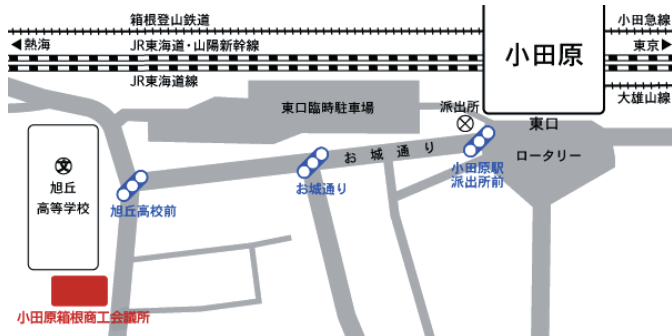 箱根登山鉄道
小田急線
◀熱海
JR東海道・山陽新幹線
東京▶
JR東海道線
小田原
大雄山線
東口臨時駐車場
派出所
東口
ロータリー
お城通り
小田原駅
派出所前
文
旭丘
高等学校
旭丘高校前
お城通り
小田原箱根商工会議所